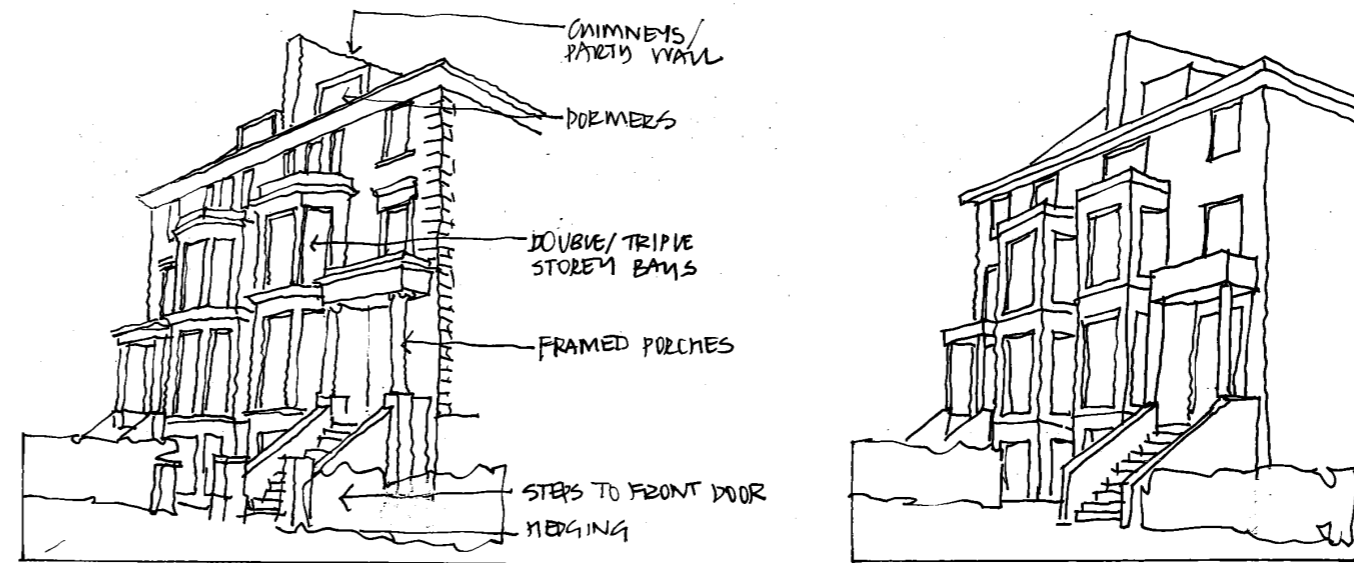 CHIMNEYS/
PARTY WALL
DORMERS
DOUBLE/TRIPLE
STOREY BAYS
FRAMED PORCHES
STEPS TO FRONT DOOR
HEDGING